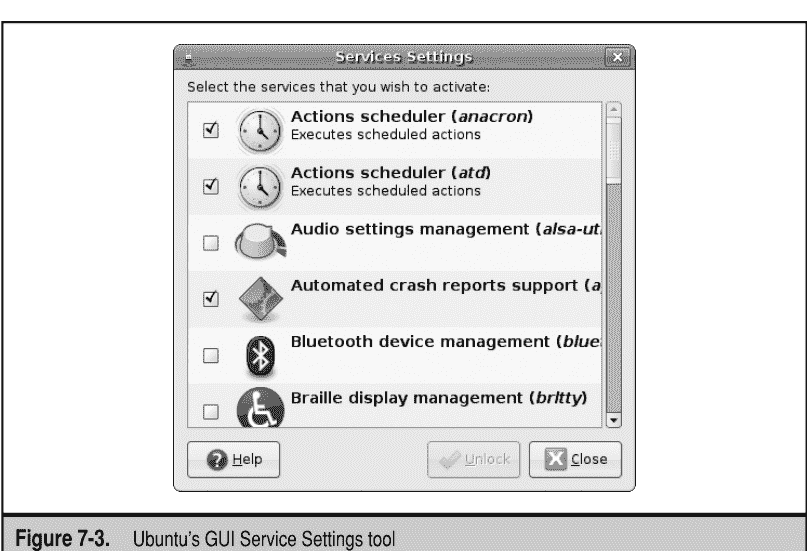 Services Settings
Select the services that you wish to activate:
Actions scheduler (anacron)
Executes scheduled actions
Actions scheduler (atd)
Executes scheduled actions
Audio settings management (alsa-ut
Automated crash reports support (a
Bluetooth device management (blue
Braille display management (brltty)
Help
Unlock
Close
Figure 7-3. Ubuntu's GUI Service Settings tool